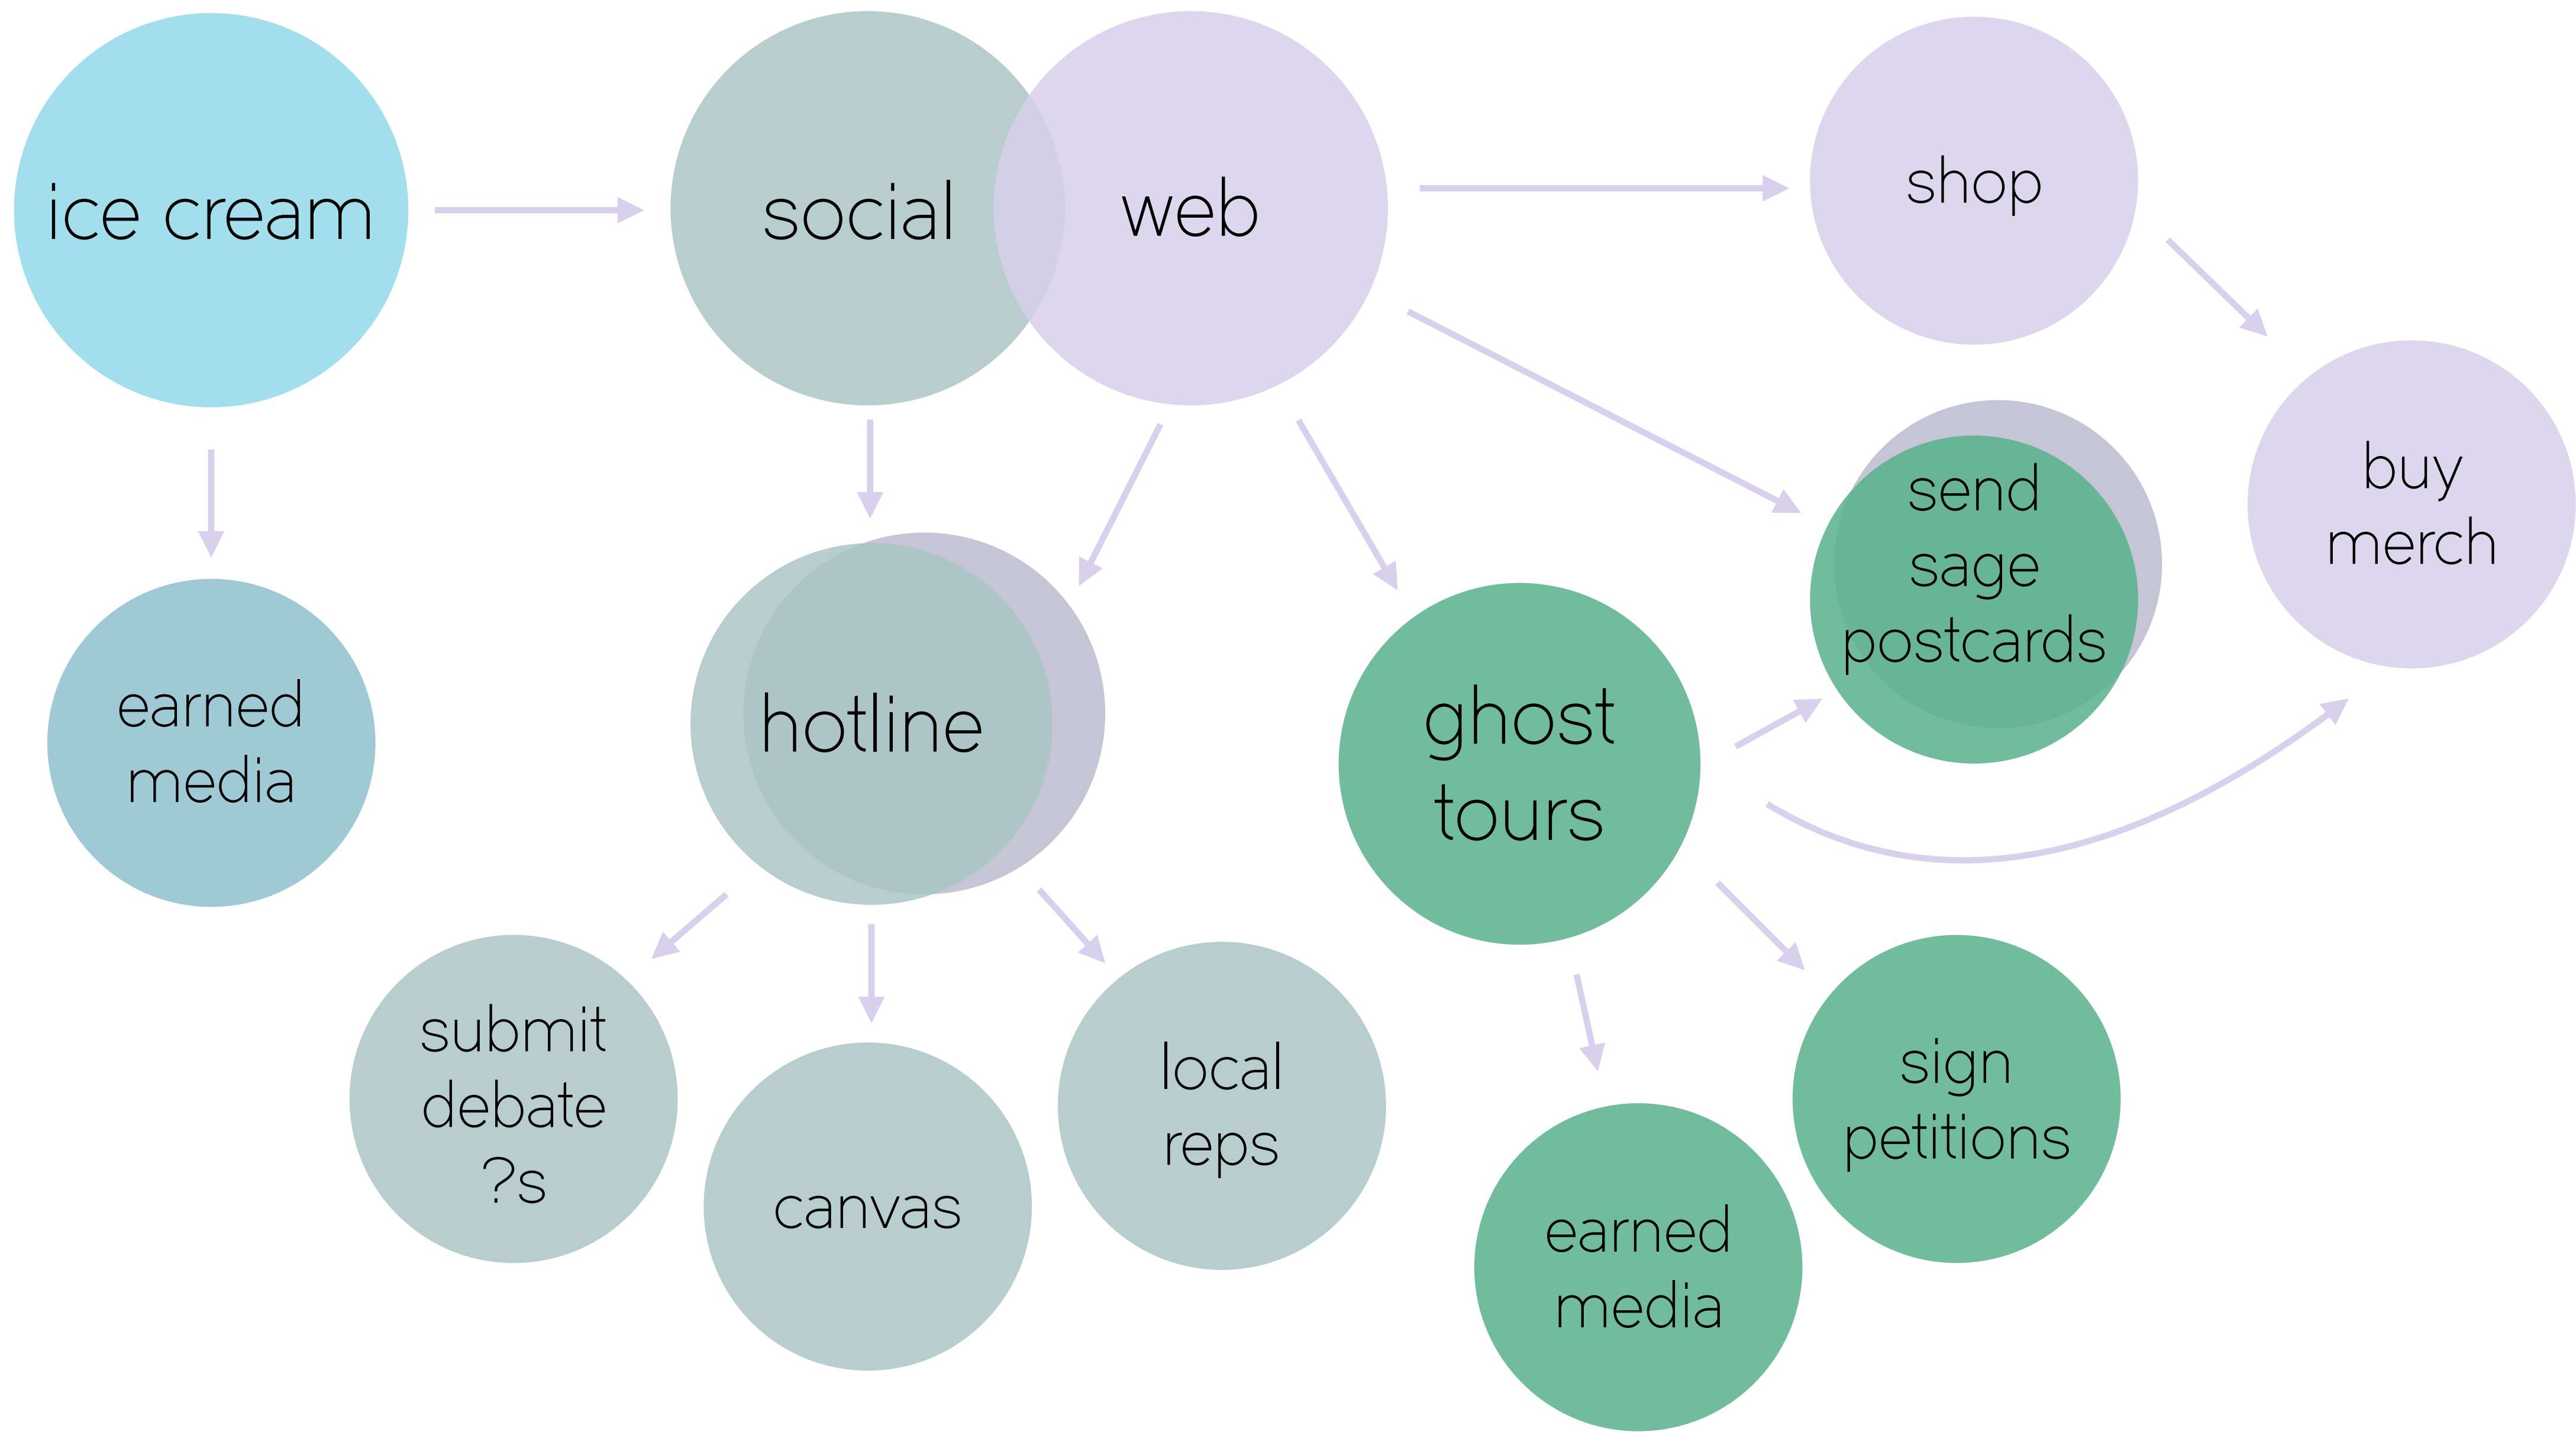 ice cream
social
web
shop
buy
merch
send
sage
postcards
earned
media
hotline
ghost
tours
submit
debate
?s
canvas
local
reps
sign
petitions
earned
media